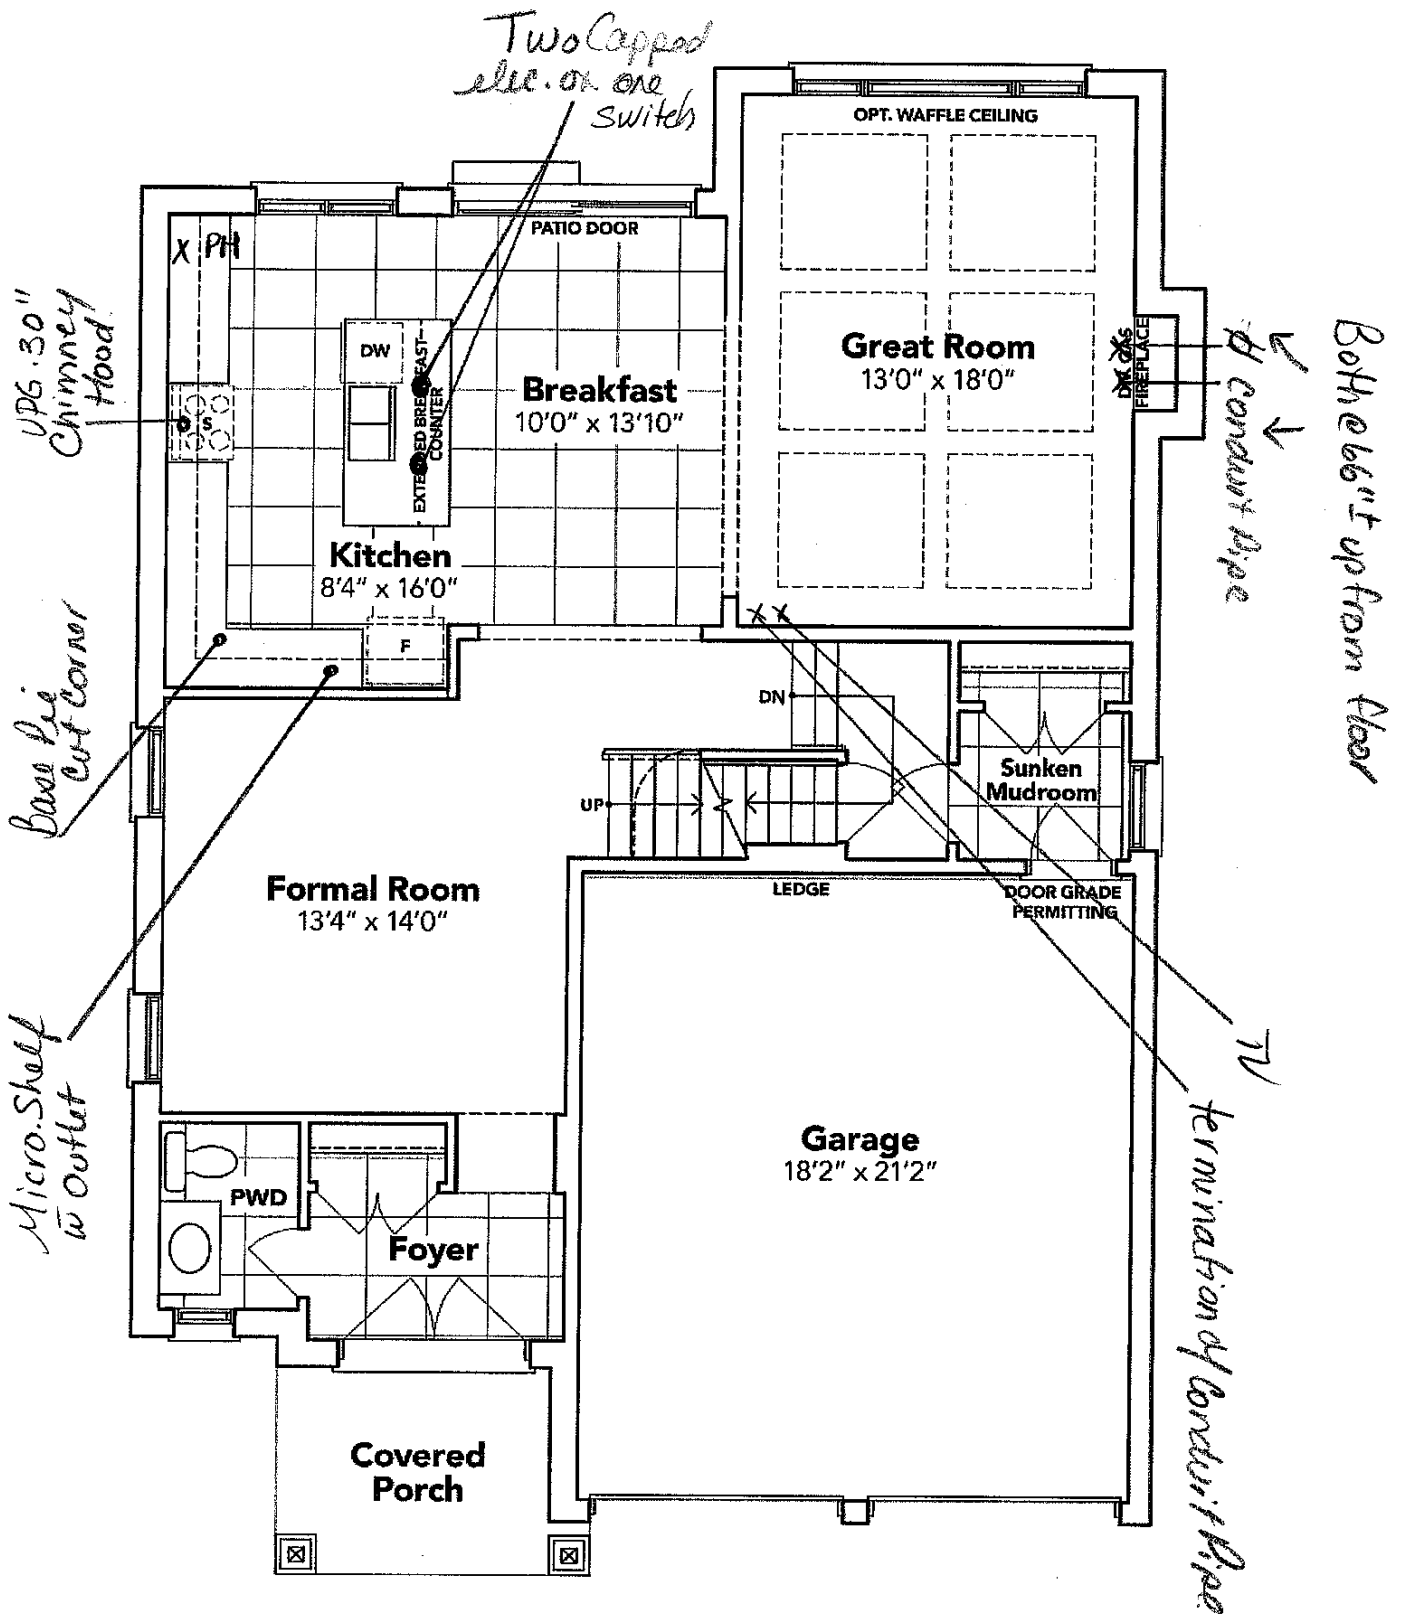 Two Capped
elec. on one
switch
OPT. WAFFLE CEILING
PATIO DOOR
X PH
UPG. 30"
Chimney
Hood
DW
S
EXTENDED BREAKFAST
COUNTER
Breakfast
10'0" x 13'10"
Great Room
13'0" x 18'0"
GAS
FIREPLACE
Conduit Pipe
Both @ 66" ± up from floor
Kitchen
8'4" x 16'0"
F
Base Pie
Cut Corner
DN
UP
Sunken
Mudroom
Formal Room
13'4" x 14'0"
LEDGE
DOOR GRADE
PERMITTING
Micro. Shelf
w Outlet
TV
termination of Conduit Pipe
Garage
18'2" x 21'2"
PWD
Foyer
Covered
Porch